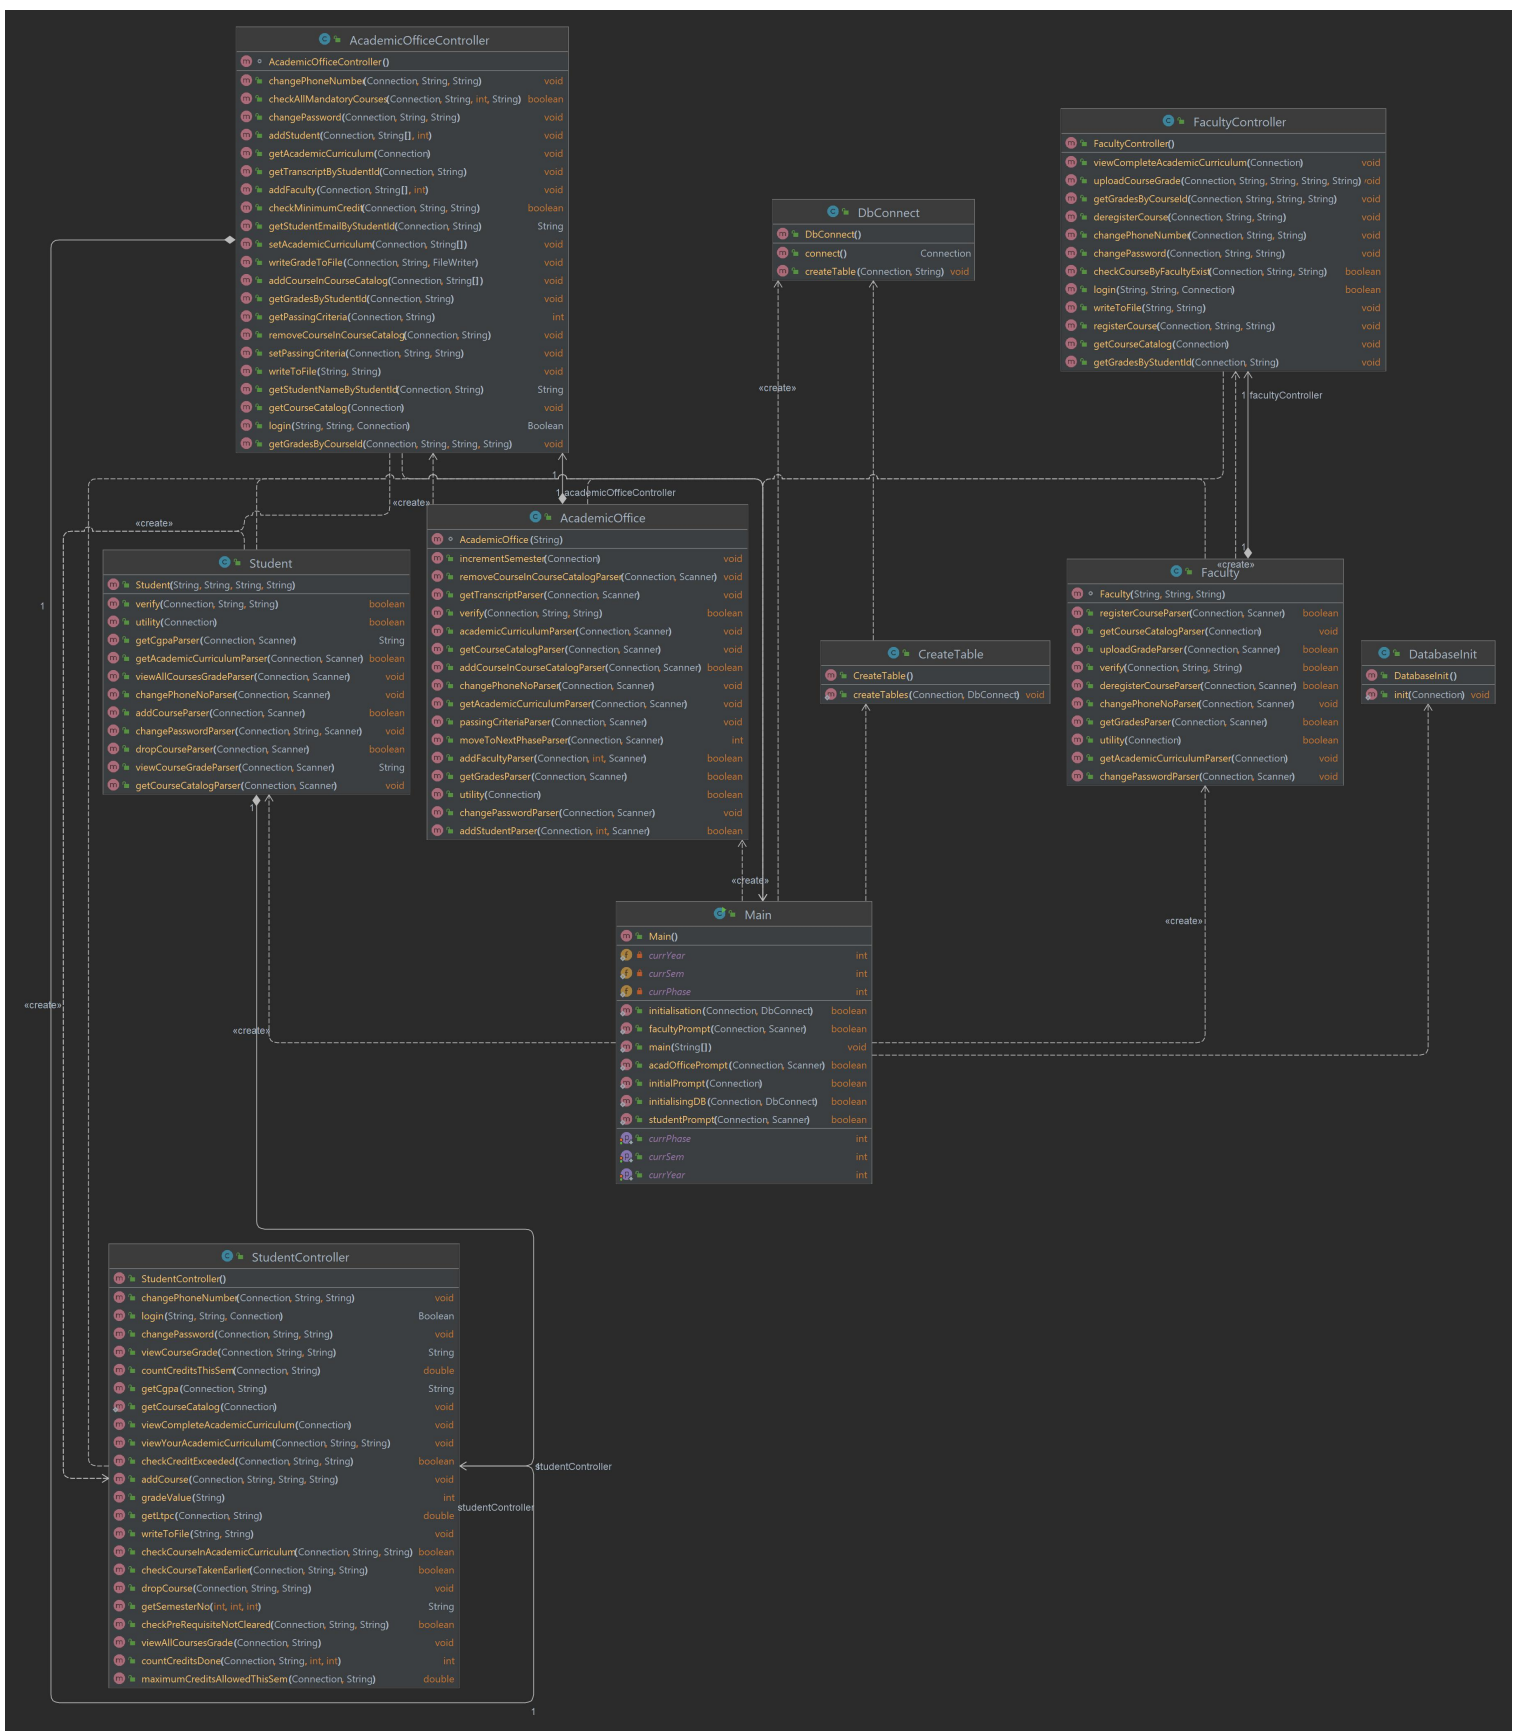 AcademicOfficeController
AcademicOfficeController()
changePhoneNumber(Connection, String, String) void
checkAllMandatoryCourses(Connection, String, int, String) boolean
changePassword(Connection, String, String) void
addStudent(Connection, String[], int) void
getAcademicCurriculum(Connection) void
getTranscriptByStudentId(Connection, String) void
addFaculty(Connection, String[], int) void
checkMinimumCredit(Connection, String, String) boolean
getStudentEmailByStudentId(Connection, String) String
setAcademicCurriculum(Connection, String[]) void
writeGradeToFile(Connection, String, FileWriter) void
addCourseInCourseCatalog(Connection, String[]) void
getGradesByStudentId(Connection, String) void
getPassingCriteria(Connection, String) int
removeCourseInCourseCatalog(Connection, String, String) void
setPassingCriteria(Connection, String, String) void
writeToFile(String, String) void
getStudentNameByStudentId(Connection, String) String
getCourseCatalog(Connection) void
login(String, String, Connection) Boolean
getGradesByCourseId(Connection, String, String, String) void
FacultyController
FacultyController()
viewCompleteAcademicCurriculum(Connection) void
uploadCourseGrade(Connection, String, String, String, String) void
getGradesByCourseId(Connection, String, String, String) void
deregisterCourse(Connection, String, String) void
changePhoneNumber(Connection, String, String) void
changePassword(Connection, String, String) void
checkCourseByFacultyExist(Connection, String, String) boolean
login(String, String, Connection) boolean
writeToFile(String, String) void
registerCourse(Connection, String, String) void
getCourseCatalog(Connection) void
getGradesByStudentId(Connection, String) void
DbConnect
DbConnect()
connect() Connection
createTable(Connection, String) void
«create»
1 facultyController
1
1 academicOfficeController
«create»
«create»
AcademicOffice
AcademicOffice(String)
incrementSemester(Connection) void
removeCourseInCourseCatalogParser(Connection, Scanner) void
getTranscriptParser(Connection, Scanner) void
verify(Connection, String, String) boolean
academicCurriculumParser(Connection, Scanner) void
getCourseCatalogParser(Connection, Scanner) void
addCourseInCourseCatalogParser(Connection, Scanner) boolean
changePhoneNoParser(Connection, Scanner) void
getAcademicCurriculumParser(Connection, Scanner) void
passingCriteriaParser(Connection, Scanner) void
moveToNextPhaseParser(Connection, Scanner) int
addFacultyParser(Connection, int, Scanner) boolean
getGradesParser(Connection, Scanner) boolean
utility(Connection) boolean
changePasswordParser(Connection, Scanner) void
addStudentParser(Connection, int, Scanner) boolean
Student
Student(String, String, String, String)
verify(Connection, String, String) boolean
utility(Connection) boolean
getCgpaParser(Connection, Scanner) String
getAcademicCurriculumParser(Connection, Scanner) boolean
viewAllCoursesGradeParser(Connection, Scanner) void
changePhoneNoParser(Connection, Scanner) void
addCourseParser(Connection, Scanner) boolean
changePasswordParser(Connection, String, Scanner) void
dropCourseParser(Connection, Scanner) boolean
viewCourseGradeParser(Connection, Scanner) String
getCourseCatalogParser(Connection, Scanner) void
1
1
1
«create»
Faculty
Faculty(String, String, String)
registerCourseParser(Connection, Scanner) boolean
getCourseCatalogParser(Connection) void
uploadGradeParser(Connection, Scanner) boolean
verify(Connection, String, String) boolean
deregisterCourseParser(Connection, Scanner) boolean
changePhoneNoParser(Connection, Scanner) void
getGradesParser(Connection, Scanner) boolean
utility(Connection) boolean
getAcademicCurriculumParser(Connection) void
changePasswordParser(Connection, Scanner) void
CreateTable
CreateTable()
createTables(Connection, DbConnect) void
DatabaseInit
DatabaseInit()
init(Connection) void
«create»
«create»
Main
Main()
currYear int
currSem int
currPhase int
initialisation(Connection, DbConnect) boolean
facultyPrompt(Connection, Scanner) boolean
main(String[]) void
acadOfficePrompt(Connection, Scanner) boolean
initialPrompt(Connection) boolean
initialisingDB(Connection, DbConnect) boolean
studentPrompt(Connection, Scanner) boolean
currPhase int
currSem int
currYear int
«create»
«create»
StudentController
StudentController()
changePhoneNumber(Connection, String, String) void
login(String, String, Connection) Boolean
changePassword(Connection, String, String) void
viewCourseGrade(Connection, String, String) String
countCreditsThisSem(Connection, String) double
getCgpa(Connection, String) String
getCourseCatalog(Connection) void
viewCompleteAcademicCurriculum(Connection) void
viewYourAcademicCurriculum(Connection, String, String) void
checkCreditExceeded(Connection, String, String) boolean
addCourse(Connection, String, String, String) void
gradeValue(String) int
getLtpc(Connection, String) double
writeToFile(String, String) void
checkCourseInAcademicCurriculum(Connection, String, String) boolean
checkCourseTakenEarlier(Connection, String, String) boolean
dropCourse(Connection, String, String) void
getSemesterNo(int, int, int) String
checkPreRequisiteNotCleared(Connection, String, String) boolean
viewAllCoursesGrade(Connection, String) void
countCreditsDone(Connection, String, int, int) int
maximumCreditsAllowedThisSem(Connection, String) double
studentController
studentController
1